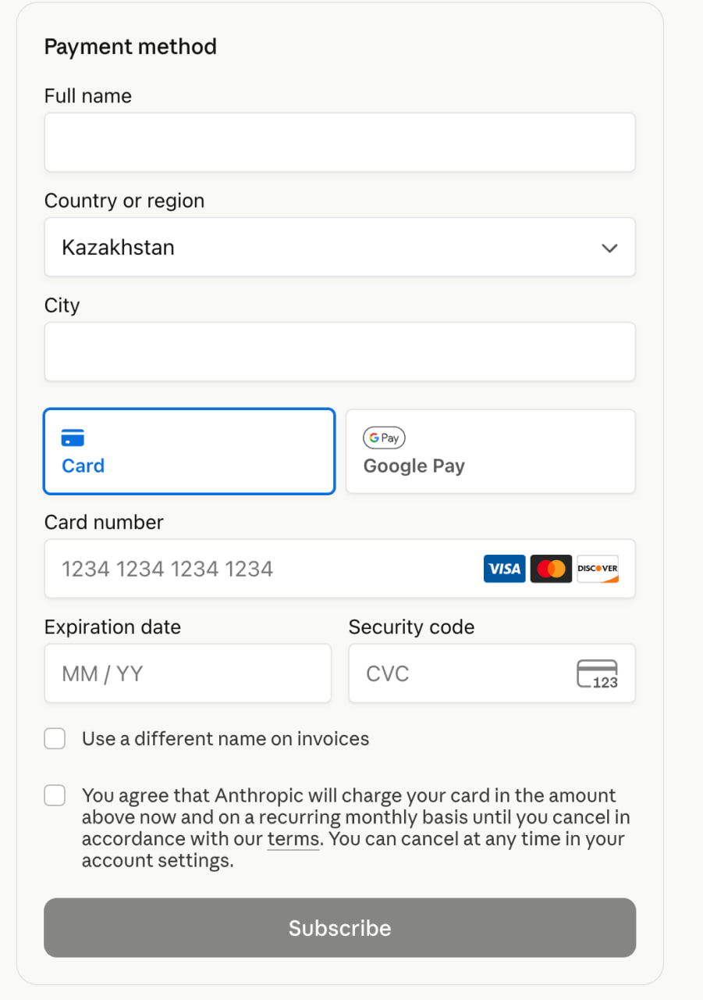 Payment method
Full name
Country or region
Kazakhstan
City
Card
G Pay
Google Pay
Card number
1234 1234 1234 1234
VISA
DISCOVER
Expiration date
Security code
MM / YY
CVC
123
Use a different name on invoices
You agree that Anthropic will charge your card in the amount
above now and on a recurring monthly basis until you cancel in
accordance with our terms. You can cancel at any time in your
account settings.
Subscribe